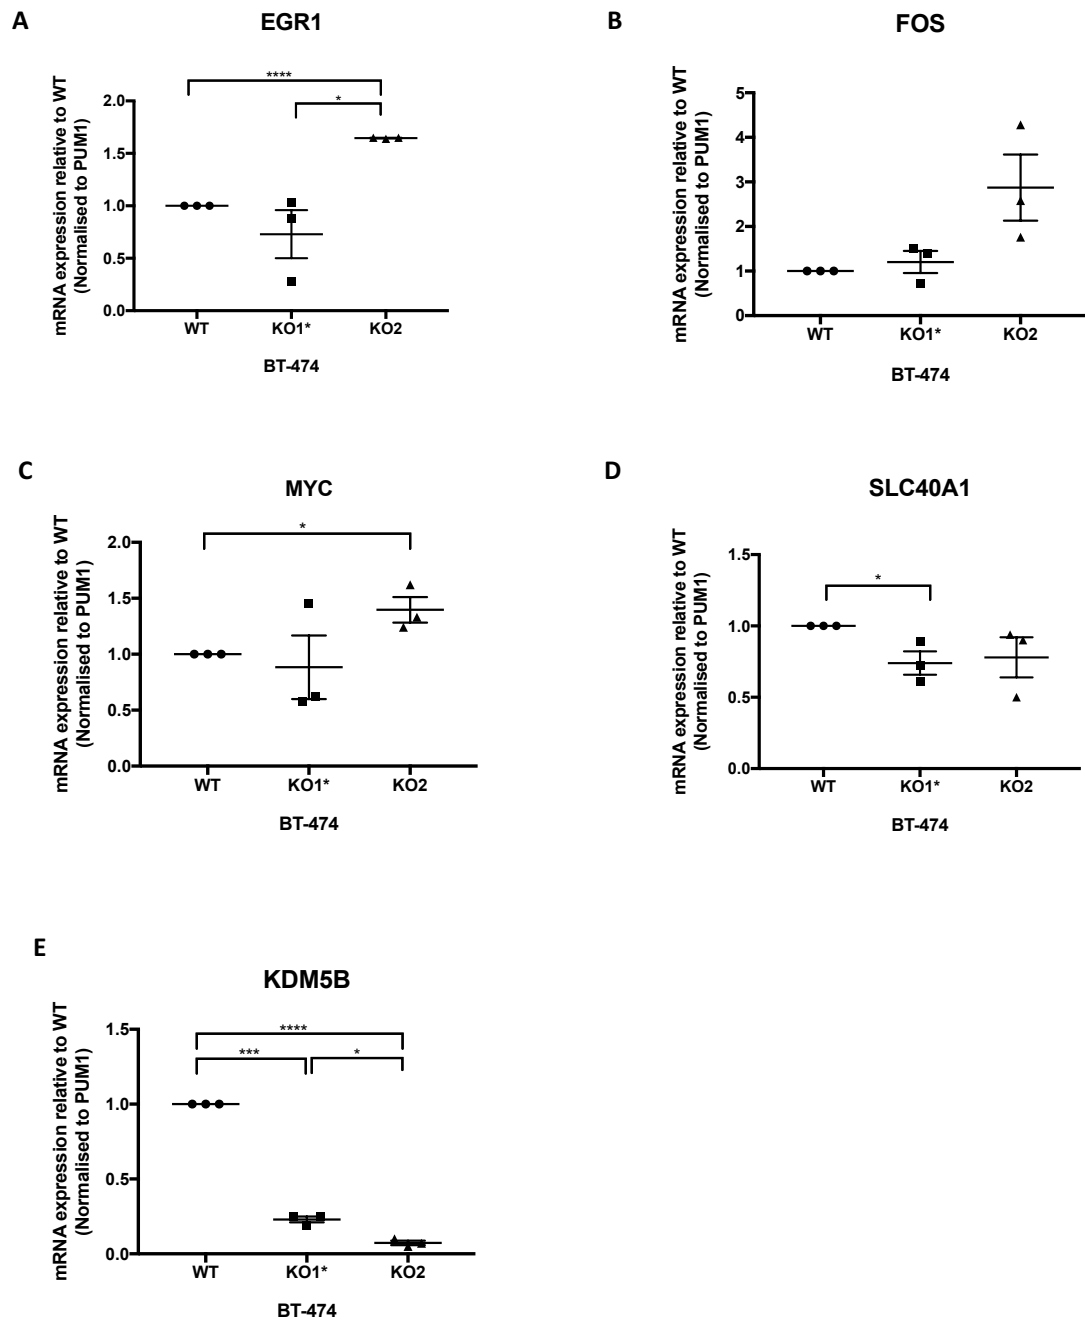 A
EGR1
mRNA expression relative to WT
(Normalised to PUM1)
****
*
2.0
1.5
1.0
0.5
0.0
WT KO1* KO2
BT-474
B
FOS
mRNA expression relative to WT
(Normalised to PUM1)
5
4
3
2
1
0
WT KO1* KO2
BT-474
C
MYC
mRNA expression relative to WT
(Normalised to PUM1)
*
2.0
1.5
1.0
0.5
0.0
WT KO1* KO2
BT-474
D
SLC40A1
mRNA expression relative to WT
(Normalised to PUM1)
*
1.5
1.0
0.5
0.0
WT KO1* KO2
BT-474
E
KDM5B
mRNA expression relative to WT
(Normalised to PUM1)
****
*** *
1.5
1.0
0.5
0.0
WT KO1* KO2
BT-474